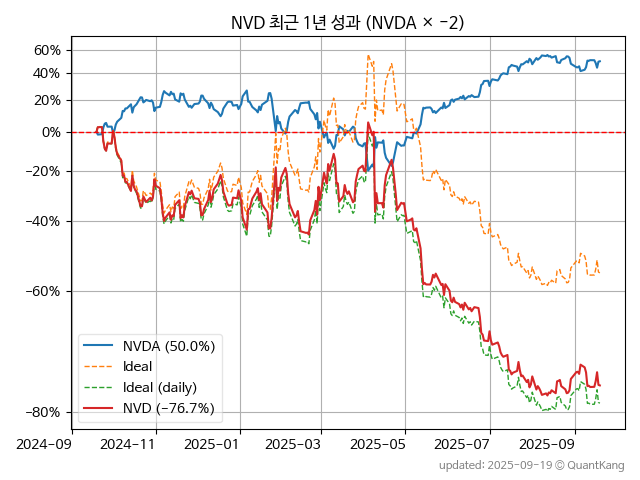 NVD 최근 1년 성과 (NVDA × −2)
60%
40%
20%
0%
−20%
−40%
−60%
−80%
NVDA (50.0%)
Ideal
Ideal (daily)
NVD (−76.7%)
2024-09 2024-11 2025-01 2025-03 2025-05 2025-07 2025-09
updated: 2025-09-19 © QuantKang